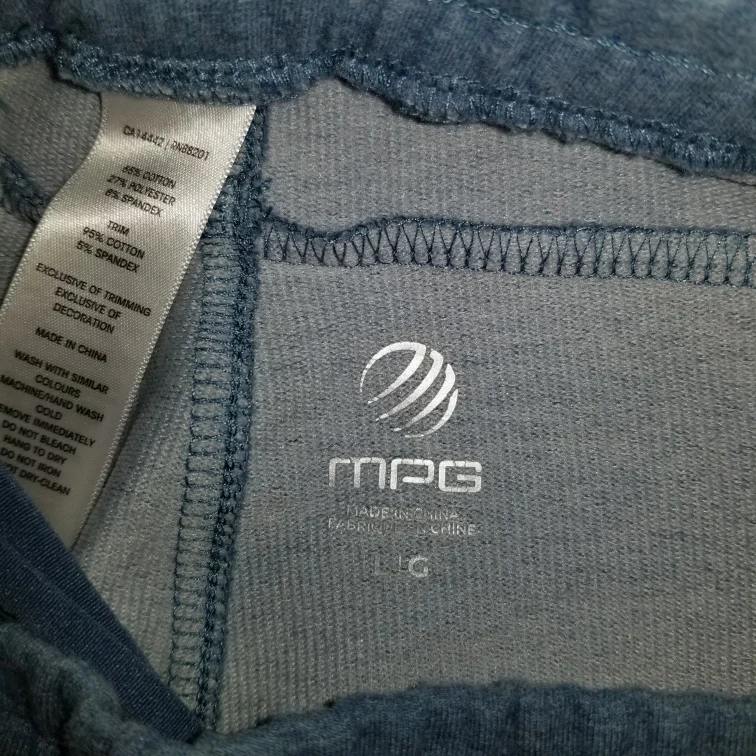 CA14442 / RN88201
65% COTTON
27% POLYESTER
8% SPANDEX
TRIM
95% COTTON
5% SPANDEX
EXCLUSIVE OF TRIMMING
EXCLUSIVE OF
DECORATION
MADE IN CHINA
WASH WITH SIMILAR
COLOURS
MACHINE/HAND WASH
COLD
REMOVE IMMEDIATELY
DO NOT BLEACH
HANG TO DRY
DO NOT IRON
DRY-CLEAN
MPG
MADE IN CHINA
CHINE